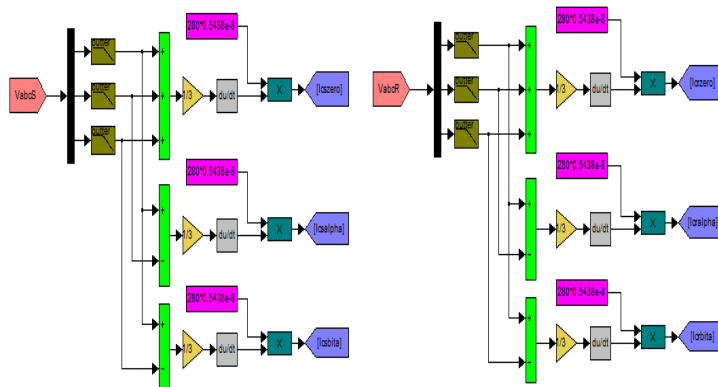 280*0.5438e-8
280*0.5438e-8
butter
butter
VabcS
butter
butter
VabcR
butter
butter
+
+
+
1/3
du/dt
X
[Icszero]
+
+
+
1/3
du/dt
X
[Icrzero]
280*0.5438e-8
280*0.5438e-8
+
-
1/3
du/dt
X
[Icsalpha]
+
-
1/3
du/dt
X
[Icralpha]
280*0.5438e-8
280*0.5438e-8
+
-
1/3
du/dt
X
[Icsbita]
+
-
1/3
du/dt
X
[Icrbita]